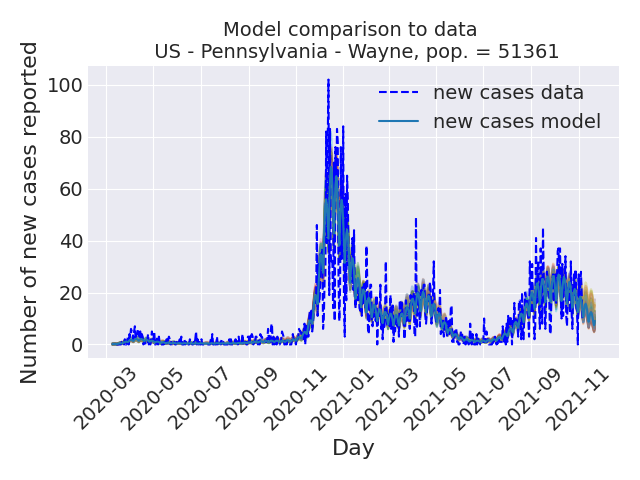 Model comparison to data
US - Pennsylvania - Wayne, pop. = 51361
Number of new cases reported
100
80
60
40
20
0
new cases data
new cases model
2020-03
2020-05
2020-07
2020-09
2020-11
2021-01
2021-03
2021-05
2021-07
2021-09
2021-11
Day